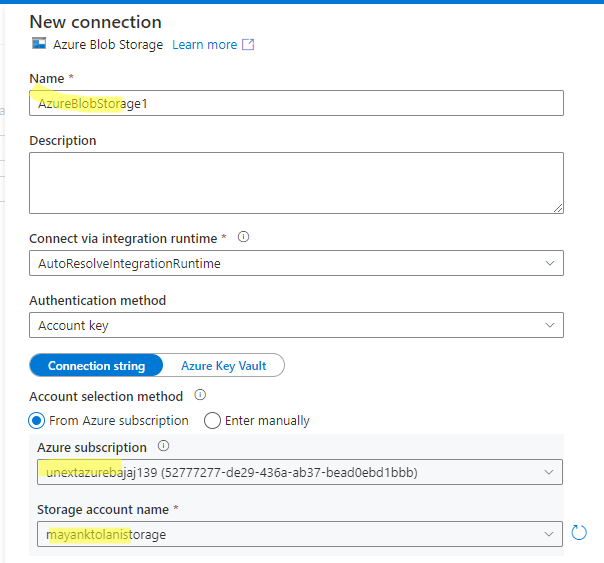 New connection
Azure Blob Storage Learn more
Name *
AzureBlobStorage1
Description
Connect via integration runtime *
AutoResolveIntegrationRuntime
Authentication method
Account key
Connection string Azure Key Vault
Account selection method
From Azure subscription Enter manually
Azure subscription
unextazurebajaj139 (52777277-de29-436a-ab37-bead0ebd1bbb)
Storage account name *
mayanktolanistorage